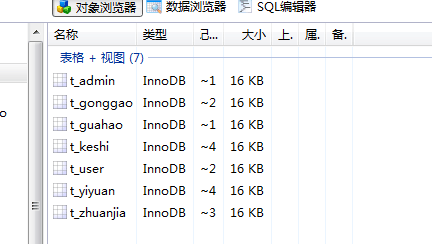 对象浏览器 数据浏览器 SQL编辑器
名称 类型 记.. 大小 上. 属. 备.
表格 + 视图 (7)
t_admin InnoDB ~1 16 KB
t_gonggao InnoDB ~2 16 KB
t_guahao InnoDB ~1 16 KB
t_keshi InnoDB ~4 16 KB
t_user InnoDB ~2 16 KB
t_yiyuan InnoDB ~4 16 KB
t_zhuanjia InnoDB ~3 16 KB